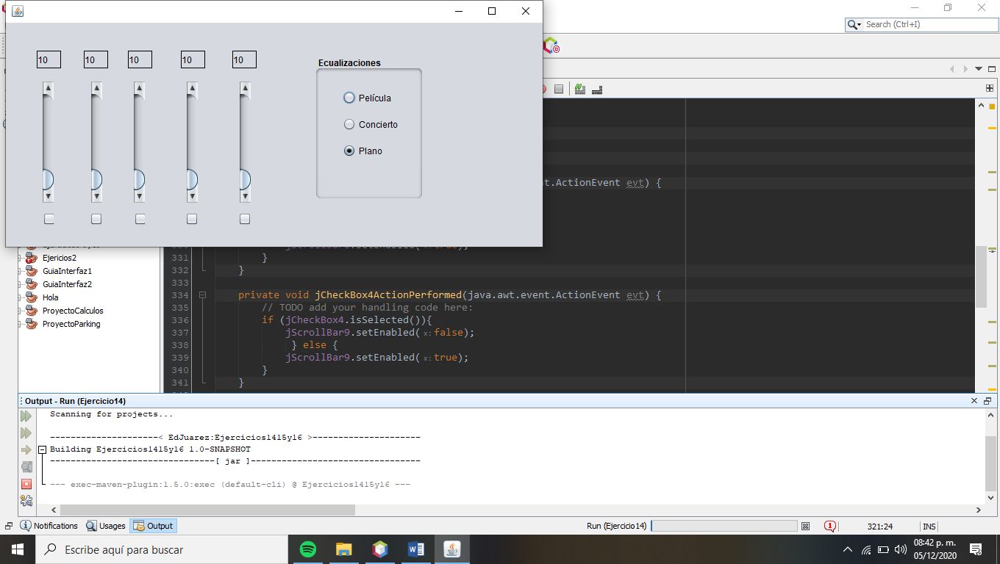 Search (Ctrl+I)
10 10 10 10 10
Ecualizaciones
Película
Concierto
Plano
t.ActionEvent evt) {
Ejericios2
GuiaInterfaz1
GuiaInterfaz2
Hola
ProyectoCalculos
ProyectoParking
331 }
332 }
333
334 private void jCheckBox4ActionPerformed(java.awt.event.ActionEvent evt) {
335 // TODO add your handling code here:
336 if (jCheckBox4.isSelected()){
337 jScrollBar9.setEnabled(x:false);
338 } else {
339 jScrollBar9.setEnabled(x:true);
340 }
341 }
Output - Run (Ejercicio14)
Scanning for projects...
---------------------< EdJuarez:Ejercicios1415y16 >---------------------
Building Ejercicios1415y16 1.0-SNAPSHOT
--------------------------------[ jar ]---------------------------------
--- exec-maven-plugin:1.5.0:exec (default-cli) @ Ejercicios1415y16 ---
Notifications Usages Output Run (Ejercicio14) 1 321:24 INS
Escribe aquí para buscar
08:42 p. m.
05/12/2020